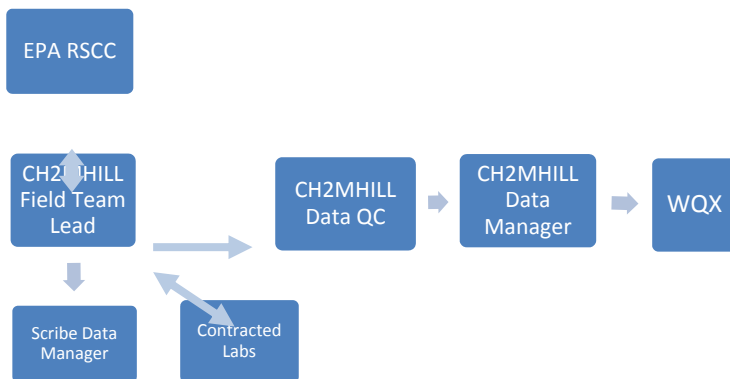 EPA RSCC
CH2MHILL
Field Team
Lead
CH2MHILL
Data QC
CH2MHILL
Data
Manager
WQX
Scribe Data
Manager
Contracted
Labs